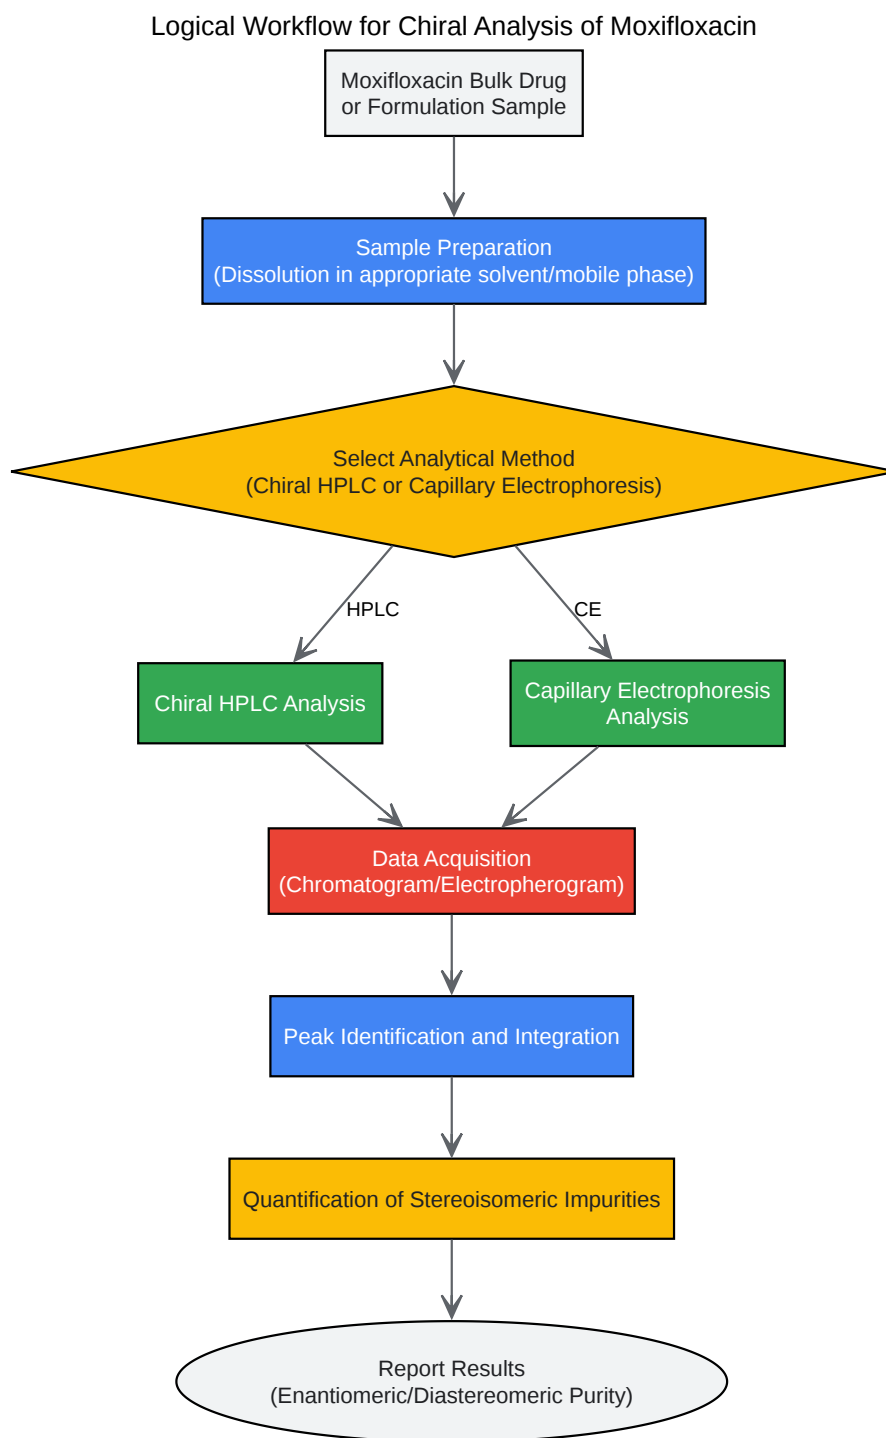 Logical Workflow for Chiral Analysis of Moxifloxacin
Moxifloxacin Bulk Drug
or Formulation Sample
Sample Preparation
(Dissolution in appropriate solvent/mobile phase)
Select Analytical Method
(Chiral HPLC or Capillary Electrophoresis)
HPLC
CE
Chiral HPLC Analysis
Capillary Electrophoresis
Analysis
Data Acquisition
(Chromatogram/Electropherogram)
Peak Identification and Integration
Quantification of Stereoisomeric Impurities
Report Results
(Enantiomeric/Diastereomeric Purity)